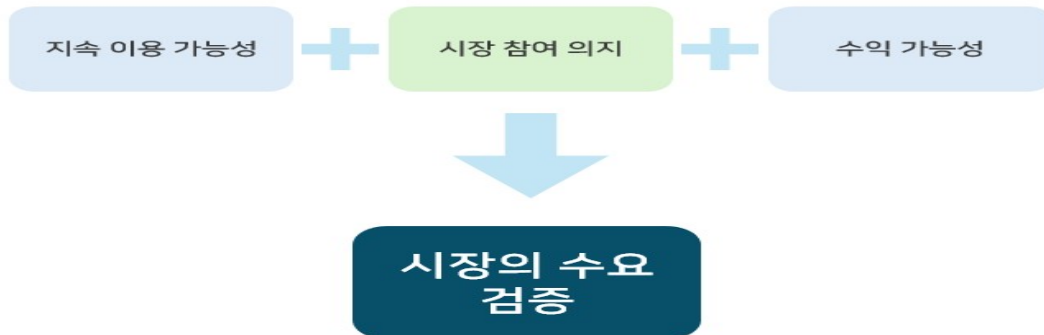 지속 이용 가능성
시장 참여 의지
수익 가능성
시장의 수요
검증